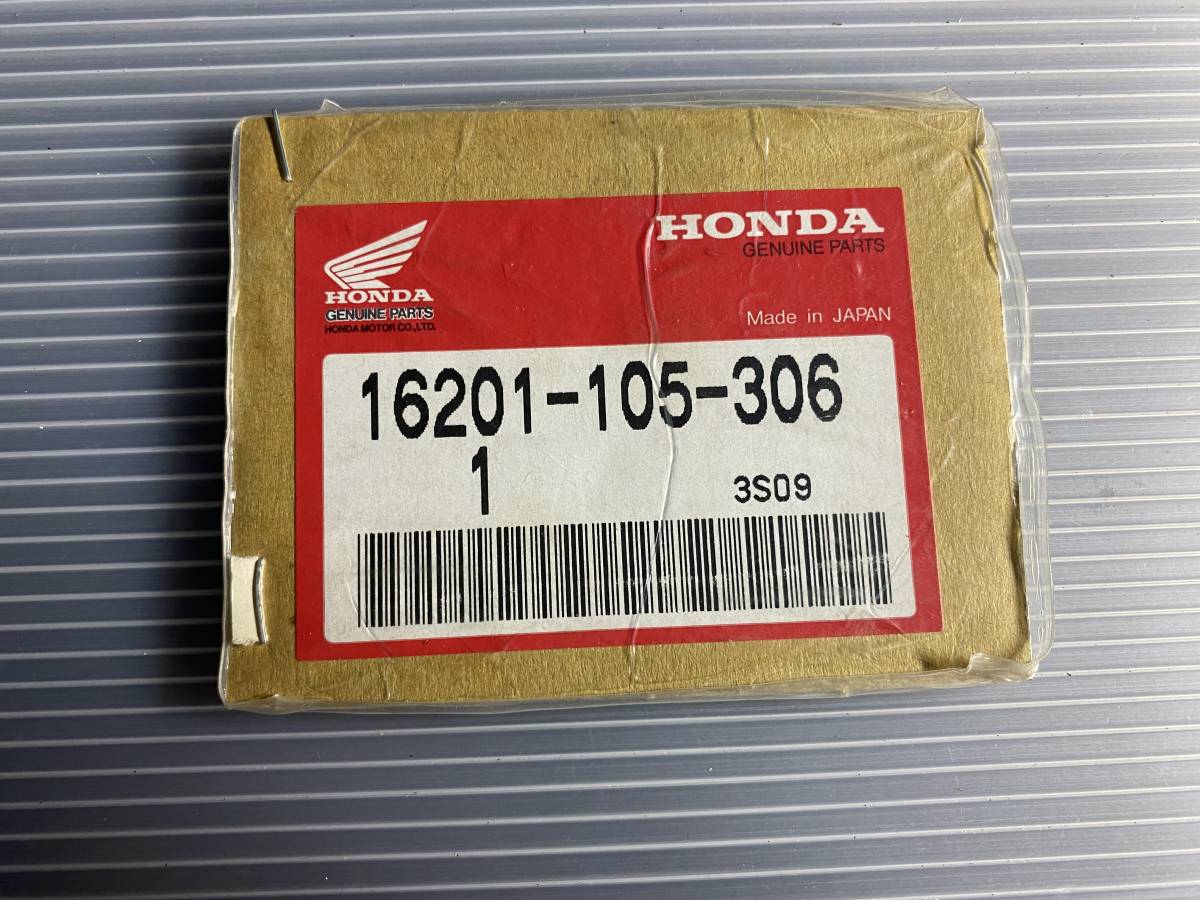 HONDA
GENUINE PARTS
HONDA
GENUINE PARTS
HONDA MOTOR CO.,LTD.
Made in JAPAN
16201-105-306
1 3S09